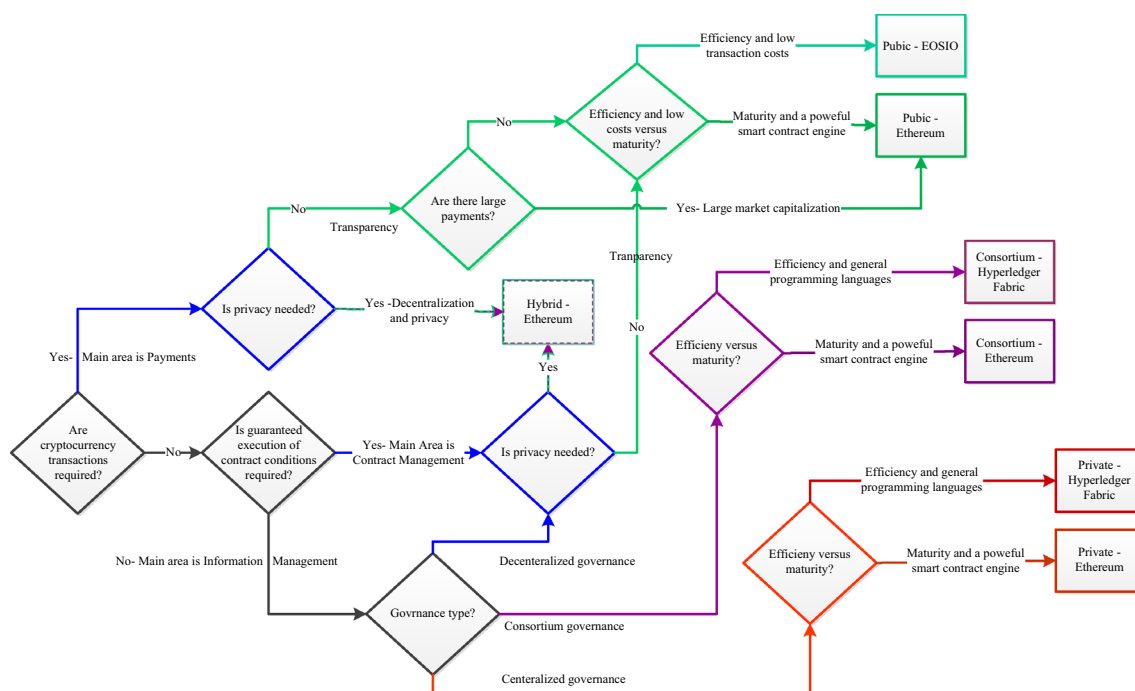 Efficiency and low
transaction costs
Pubic - EOSIO
No
Efficiency and low
costs versus
maturity?
Maturity and a poweful
smart contract engine
Pubic -
Ethereum
Are there large
payments?
Yes- Large market capitalization
No
Transparency
Tranparency
Is privacy needed?
Yes -Decentralization
and privacy
Hybrid -
Ethereum
Efficiency and general
programming languages
Consortium -
Hyperledger
Fabric
No
Efficieny versus
maturity?
Maturity and a poweful
smart contract engine
Consortium -
Ethereum
Yes- Main area is Payments
Yes
Are
cryptocurrency
transactions
required?
No
Is guaranteed
execution of
contract conditions
required?
Yes- Main Area is
Contract Management
Is privacy needed?
Efficiency and general
programming languages
Private -
Hyperledger
Fabric
No- Main area is Information Management
Decenteralized governance
Efficieny versus
maturity?
Maturity and a poweful
smart contract engine
Private -
Ethereum
Govrnance type?
Consortium governance
Centeralized governance